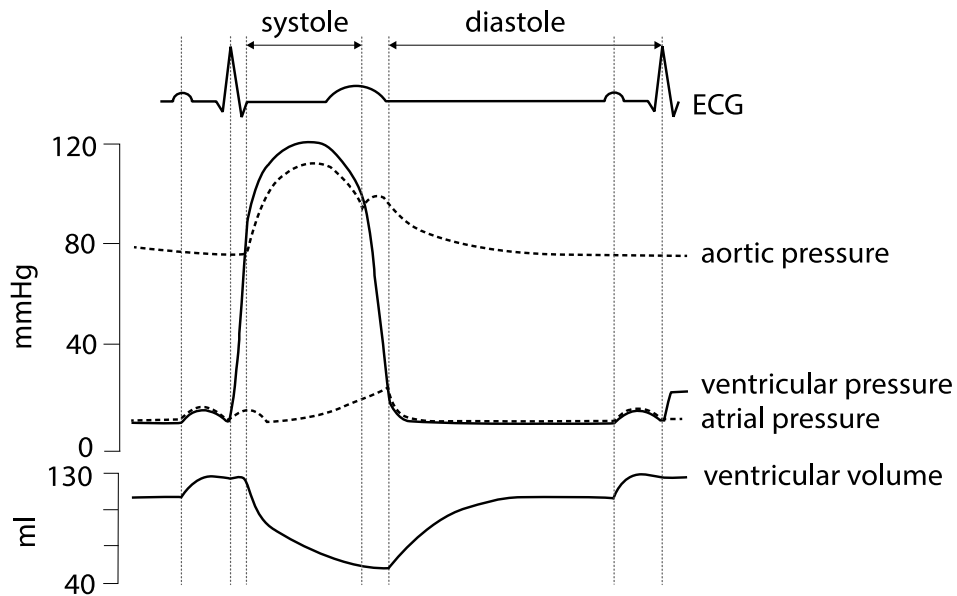 systole
diastole
ECG
120
80
40
0
mmHg
aortic pressure
ventricular pressure
atrial pressure
130
40
ml
ventricular volume